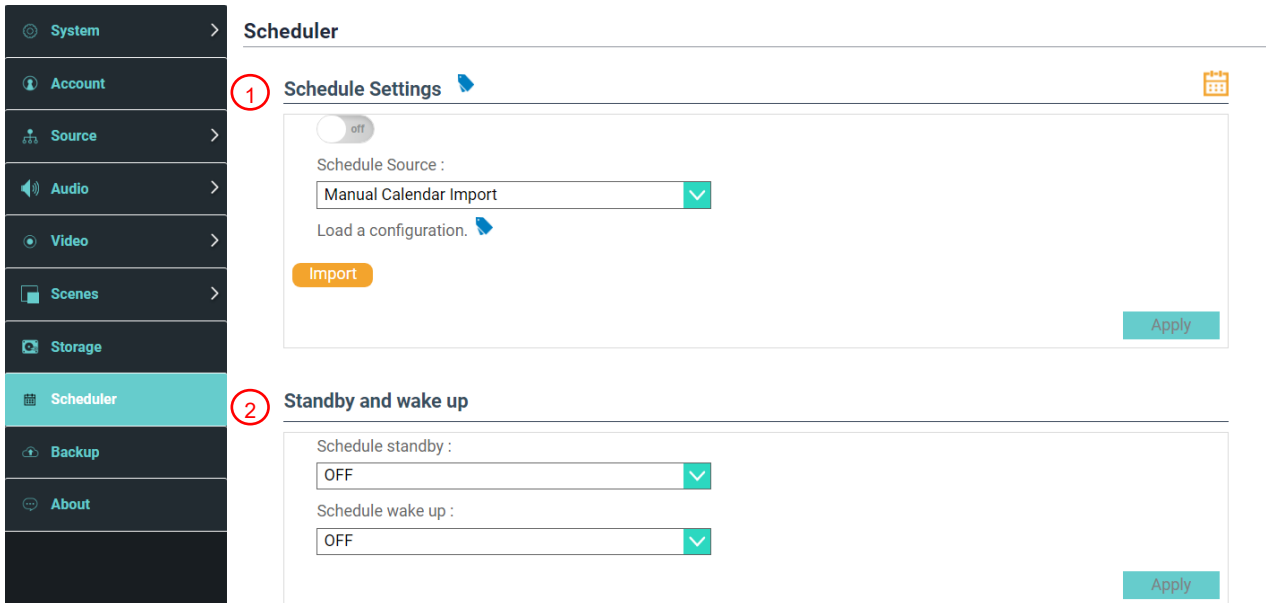 System
Account
Source
Audio
Video
Scenes
Storage
Scheduler
Backup
About
Scheduler
1
Schedule Settings
off
Schedule Source :
Manual Calendar Import
Load a configuration.
Import
Apply
2
Standby and wake up
Schedule standby :
OFF
Schedule wake up :
OFF
Apply